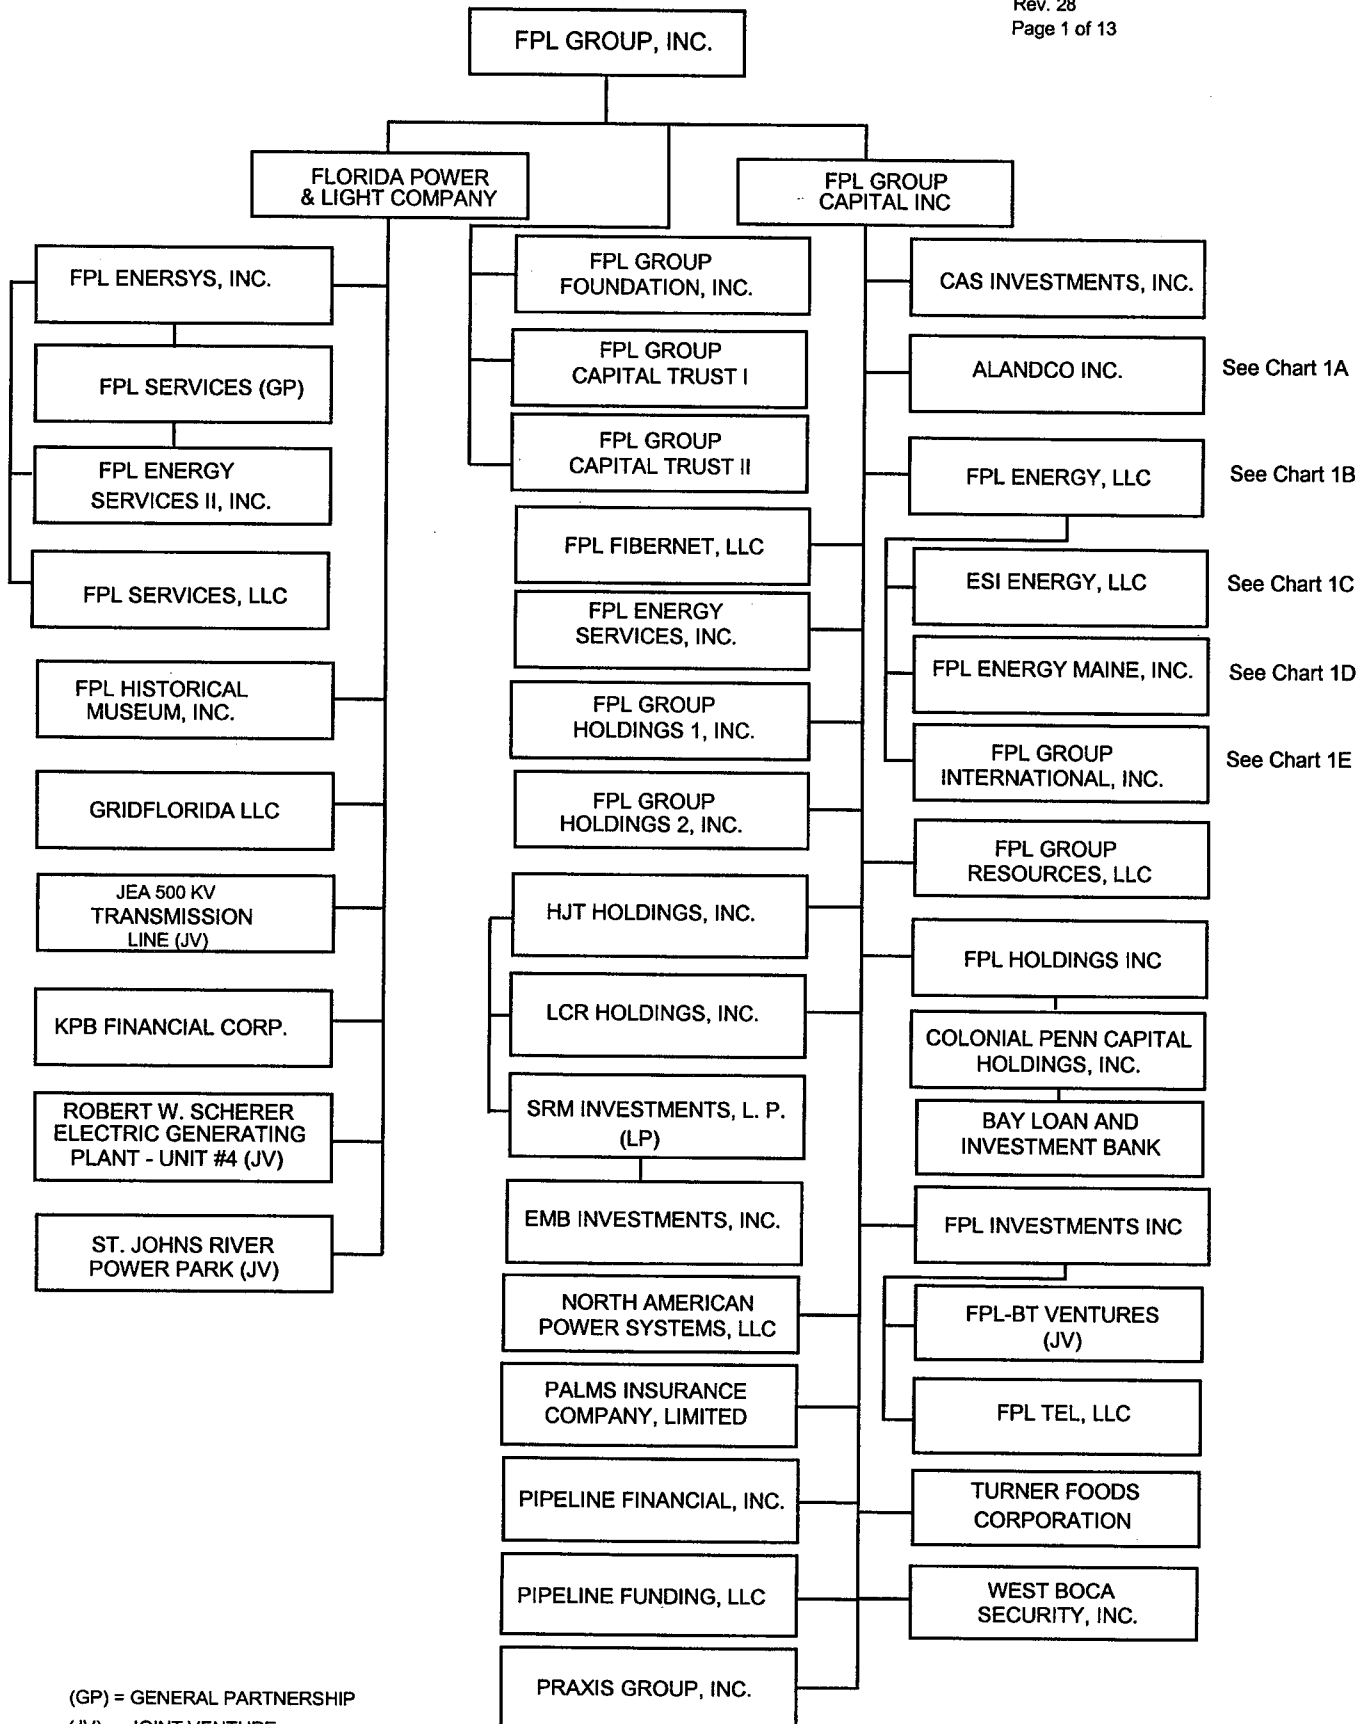 Rev. 28
Page 1 of 13
FPL GROUP, INC.
FLORIDA POWER
& LIGHT COMPANY
FPL GROUP
CAPITAL INC
FPL ENERSYS, INC.
FPL SERVICES (GP)
FPL ENERGY
SERVICES II, INC.
FPL SERVICES, LLC
FPL HISTORICAL
MUSEUM, INC.
GRIDFLORIDA LLC
JEA 500 KV
TRANSMISSION
LINE (JV)
KPB FINANCIAL CORP.
ROBERT W. SCHERER
ELECTRIC GENERATING
PLANT - UNIT #4 (JV)
ST. JOHNS RIVER
POWER PARK (JV)
FPL GROUP
FOUNDATION, INC.
FPL GROUP
CAPITAL TRUST I
FPL GROUP
CAPITAL TRUST II
FPL FIBERNET, LLC
FPL ENERGY
SERVICES, INC.
FPL GROUP
HOLDINGS 1, INC.
FPL GROUP
HOLDINGS 2, INC.
HJT HOLDINGS, INC.
LCR HOLDINGS, INC.
SRM INVESTMENTS, L. P.
(LP)
EMB INVESTMENTS, INC.
NORTH AMERICAN
POWER SYSTEMS, LLC
PALMS INSURANCE
COMPANY, LIMITED
PIPELINE FINANCIAL, INC.
PIPELINE FUNDING, LLC
PRAXIS GROUP, INC.
CAS INVESTMENTS, INC.
ALANDCO INC.
See Chart 1A
FPL ENERGY, LLC
See Chart 1B
ESI ENERGY, LLC
See Chart 1C
FPL ENERGY MAINE, INC.
See Chart 1D
FPL GROUP
INTERNATIONAL, INC.
See Chart 1E
FPL GROUP
RESOURCES, LLC
FPL HOLDINGS INC
COLONIAL PENN CAPITAL
HOLDINGS, INC.
BAY LOAN AND
INVESTMENT BANK
FPL INVESTMENTS INC
FPL-BT VENTURES
(JV)
FPL TEL, LLC
TURNER FOODS
CORPORATION
WEST BOCA
SECURITY, INC.
(GP) = GENERAL PARTNERSHIP
(JV) = JOINT VENTURE